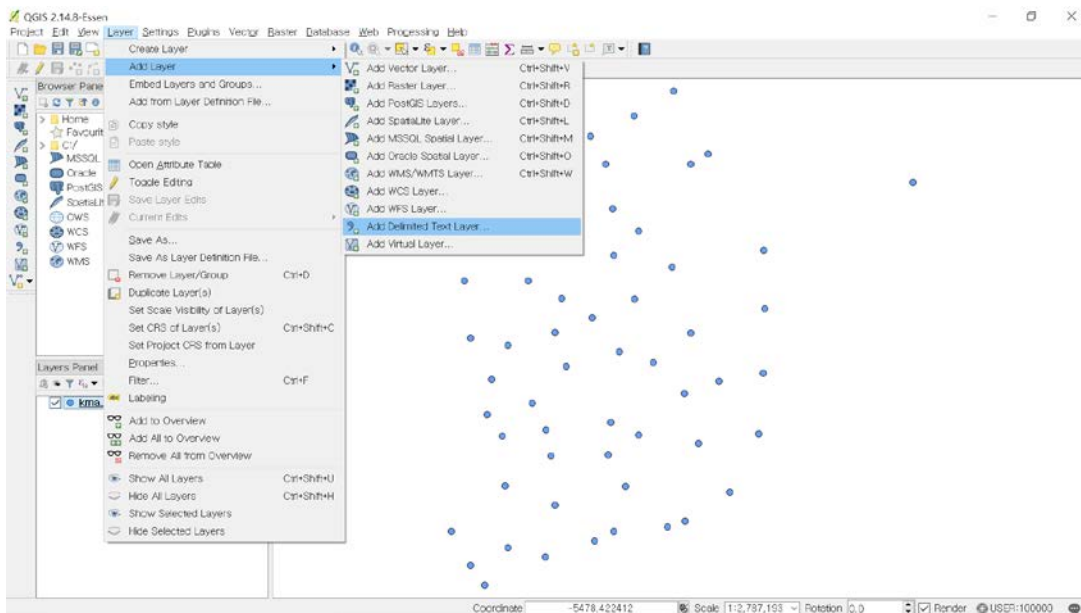 QGIS 2.14.8-Essen
Project Edit View Layer Settings Plugins Vector Raster Database Web Processing Help
Create Layer
Add Layer
Embed Layers and Groups...
Add from Layer Definition File...
Copy style
Paste style
Open Attribute Table
Toggle Editing
Save Layer Edits
Current Edits
Save As...
Save As Layer Definition File...
Remove Layer/Group Ctrl+D
Duplicate Layer(s)
Set Scale Visibility of Layer(s)
Set CRS of Layer(s) Ctrl+Shift+C
Set Project CRS from Layer
Properties...
Filter... Ctrl+F
Labeling
Add to Overview
Add All to Overview
Remove All from Overview
Show All Layers Ctrl+Shift+U
Hide All Layers Ctrl+Shift+H
Show Selected Layers
Hide Selected Layers
Add Vector Layer... Ctrl+Shift+V
Add Raster Layer... Ctrl+Shift+R
Add PostGIS Layers... Ctrl+Shift+D
Add SpatiaLite Layer... Ctrl+Shift+L
Add MSSQL Spatial Layer... Ctrl+Shift+M
Add Oracle Spatial Layer... Ctrl+Shift+O
Add WMS/WMTS Layer... Ctrl+Shift+W
Add WCS Layer...
Add WFS Layer...
Add Delimited Text Layer...
Add Virtual Layer...
Browser Pane
Home
Favourit
C:/
MSSQL
Oracle
PostGIS
SpatiaLit
OWS
WCS
WFS
WMS
Layers Panel
kma_
Coordinate -5478,422412 Scale 1:2,787,193 Rotation 0.0 Render USER:100000